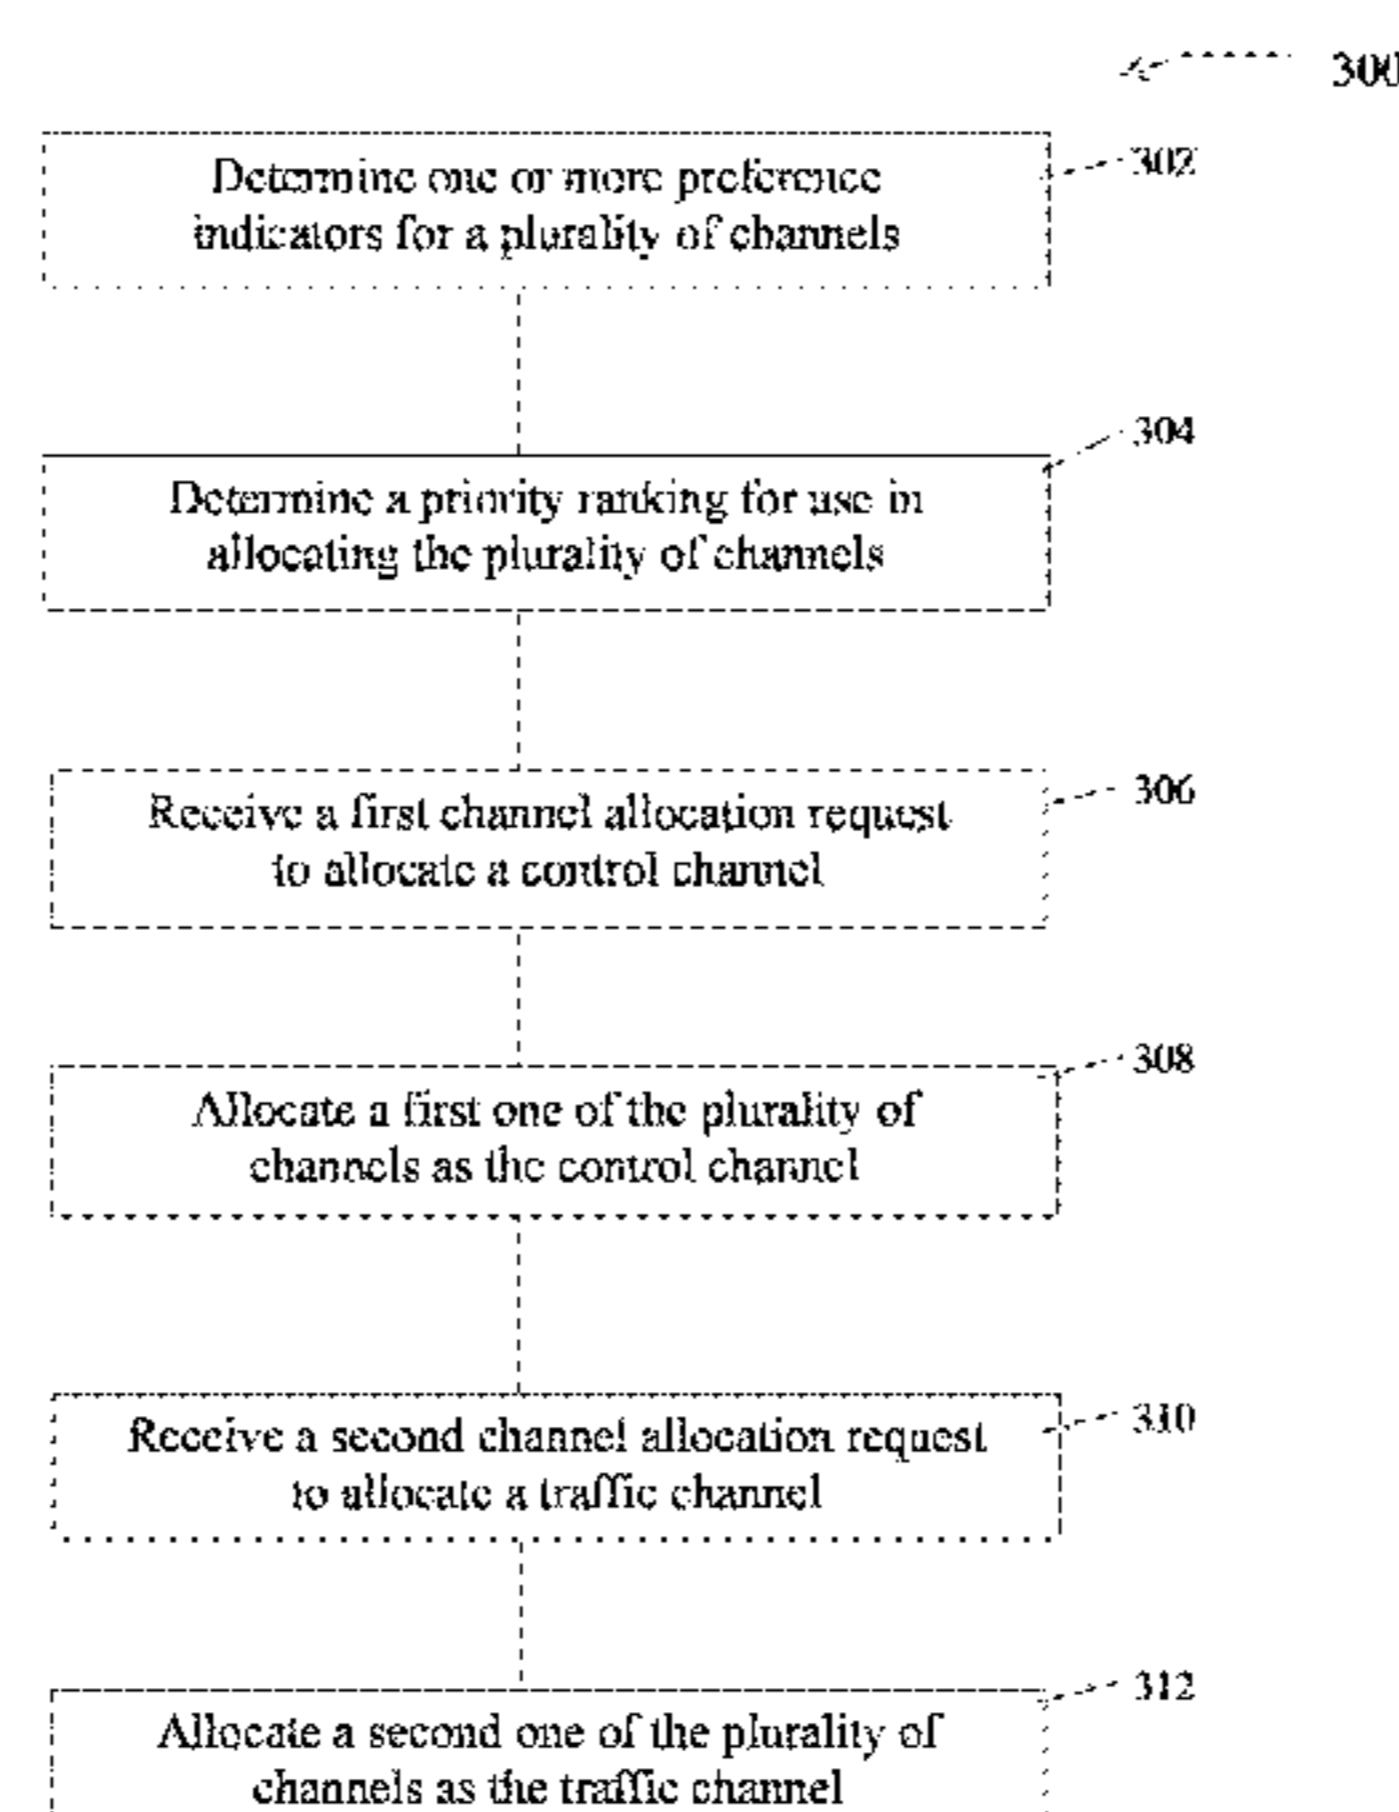 300
Determine one or more preference
indicators for a plurality of channels
302
304
Determine a priority ranking for use in
allocating the plurality of channels
306
Receive a first channel allocation request
to allocate a control channel
308
Allocate a first one of the plurality of
channels as the control channel
310
Receive a second channel allocation request
to allocate a traffic channel
312
Allocate a second one of the plurality of
channels as the traffic channel